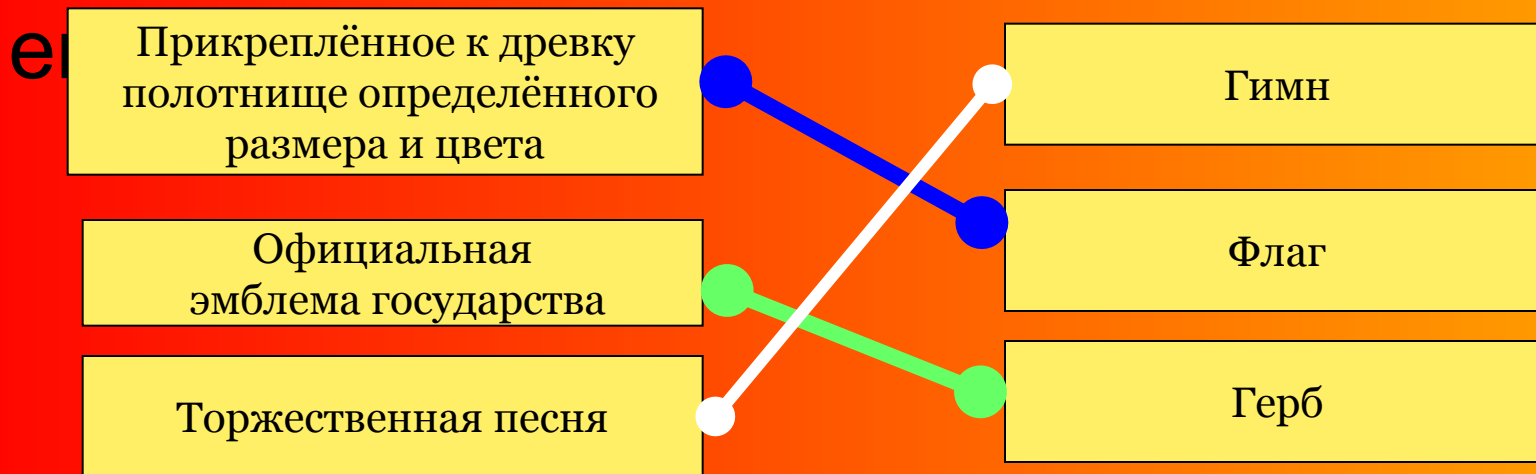 Прикреплённое к древку
полотнище определённого
размера и цвета
Официальная
эмблема государства
Торжественная песня
Гимн
Флаг
Герб